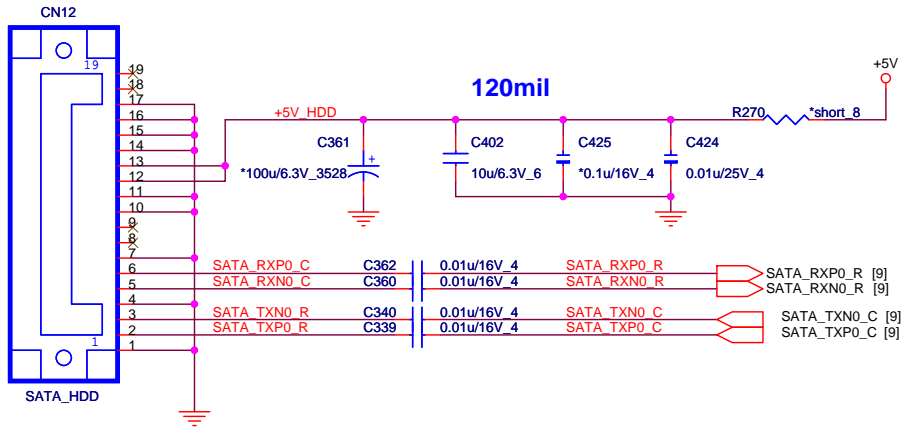 CN12
19
1
SATA_HDD
19
18
17
16
15
14
13
12
11
10
9
8
7
6
5
4
3
2
1
120mil
+5V
+5V_HDD
R270
*short_8
C361
+
*100u/6.3V_3528
C402
10u/6.3V_6
C425
*0.1u/16V_4
C424
0.01u/25V_4
SATA_RXP0_C C362 0.01u/16V_4 SATA_RXP0_R SATA_RXP0_R [9]
SATA_RXN0_C C360 0.01u/16V_4 SATA_RXN0_R SATA_RXN0_R [9]
SATA_TXN0_R C340 0.01u/16V_4 SATA_TXN0_C SATA_TXN0_C [9]
SATA_TXP0_R C339 0.01u/16V_4 SATA_TXP0_C SATA_TXP0_C [9]